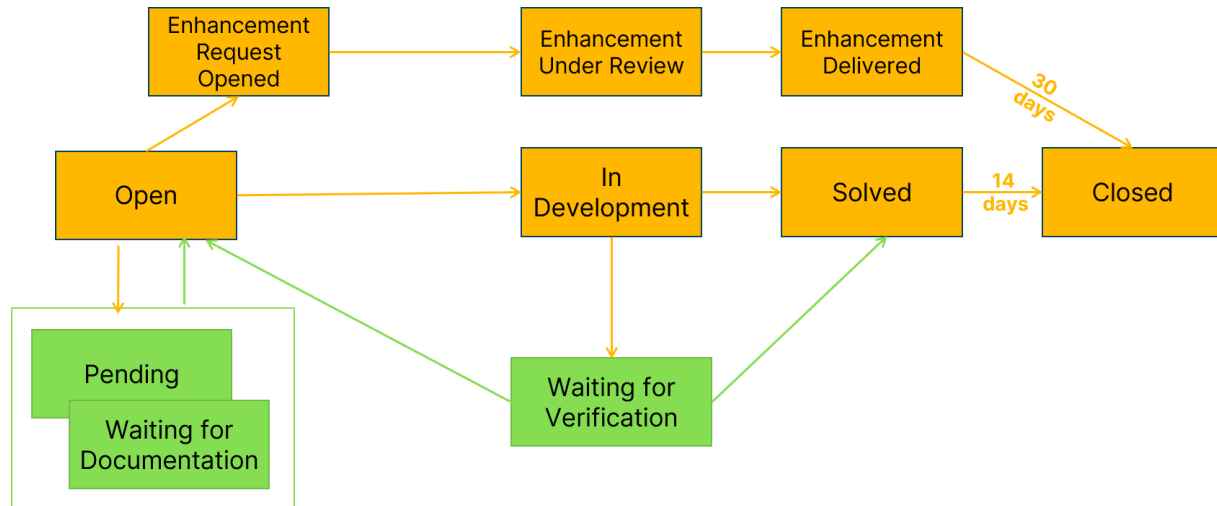 Enhancement
Request
Opened
Enhancement
Under Review
Enhancement
Delivered
30
days
Open
In
Development
Solved
14
days
Closed
Pending
Waiting for
Documentation
Waiting for
Verification